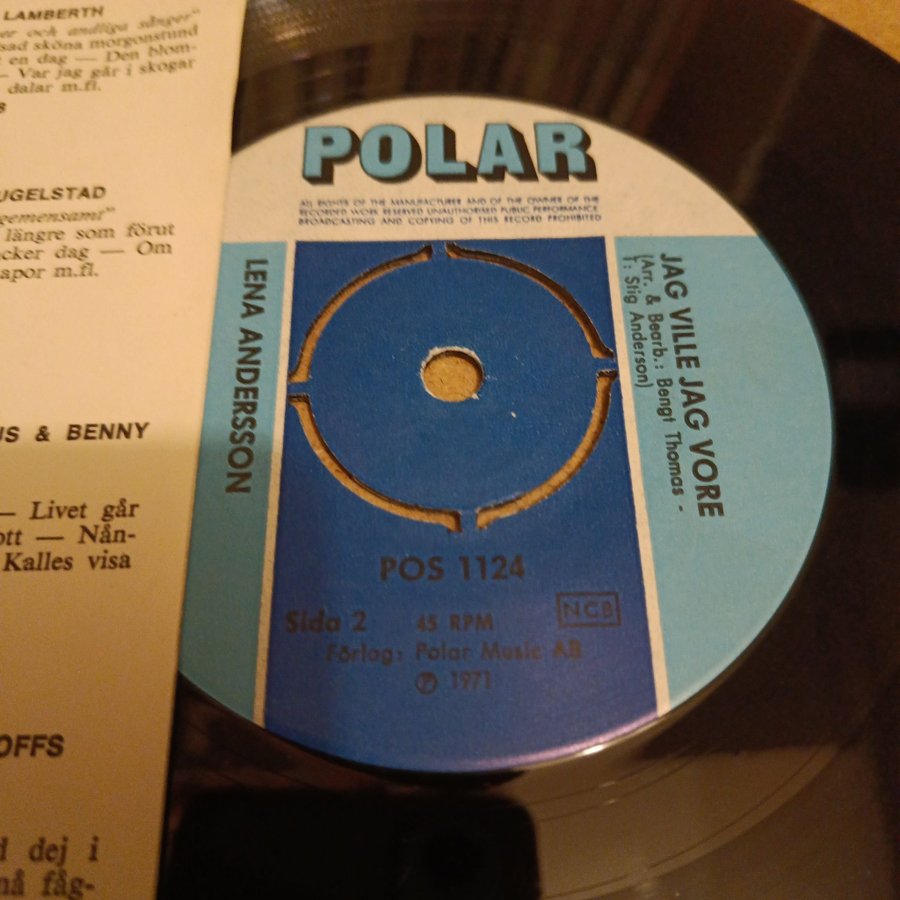 LAMBERTH
er och andliga sånger"
sad sköna morgonstund
en dag — Den blom-
— Var jag går i skogar
dalar m.fl.
UGELSTAD
gemensamt"
längre som förut
cker dag — Om
apor m.fl.
US & BENNY
— Livet går
ott — Nån-
Kalles visa
OFFS
d dej i
nå fåg-
POLAR
ALL RIGHTS OF THE MANUFACTURER AND OF THE OWNER OF THE
RECORDED WORK RESERVED UNAUTHORISED PUBLIC PERFORMANCE,
BROADCASTING AND COPYING OF THIS RECORD PROHIBITED
LENA ANDERSSON
JAG VILLE JAG VORE
(Arr. & Bearb.: Bengt Thomas -
T: Stig Anderson)
POS 1124
Sida 2 45 RPM NCB
Förlag: Polar Music AB
Ⓟ 1971